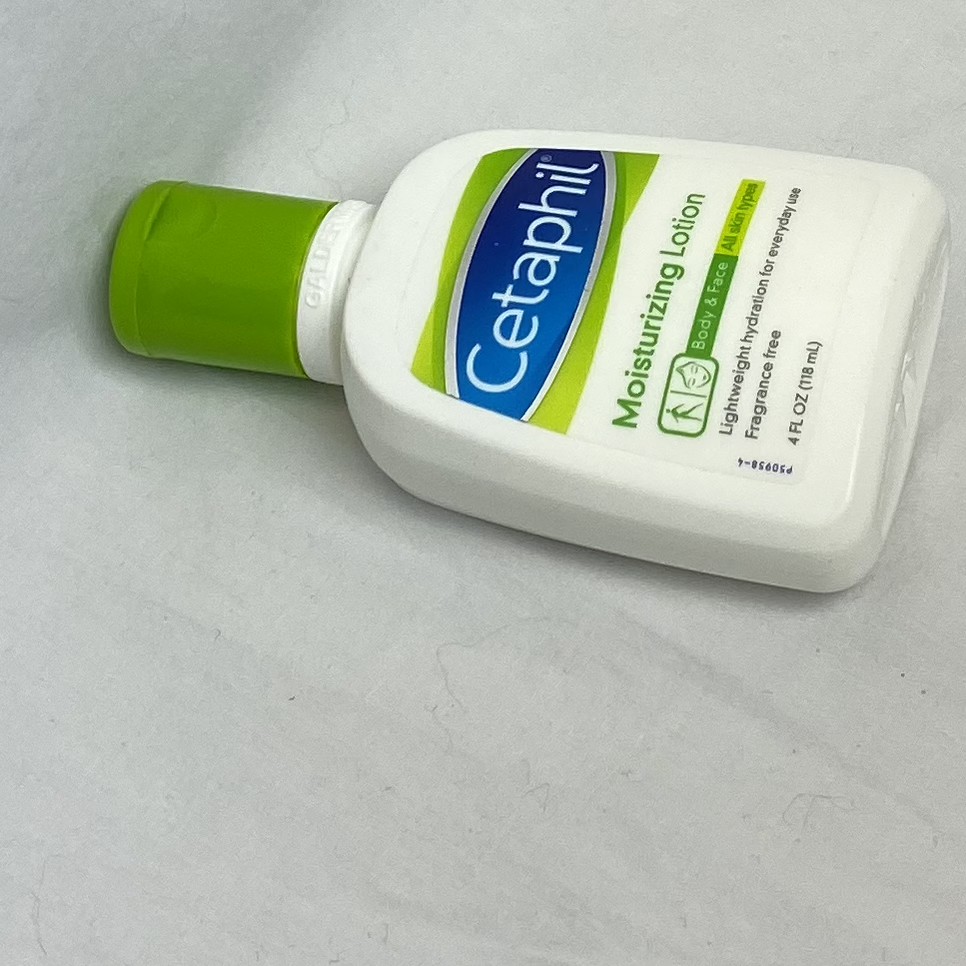 GALDERMA
Cetaphil®
Moisturizing Lotion
Body & Face All skin types
Lightweight hydration for everyday use
Fragrance free
4 FL OZ (118 mL)
P50958-4